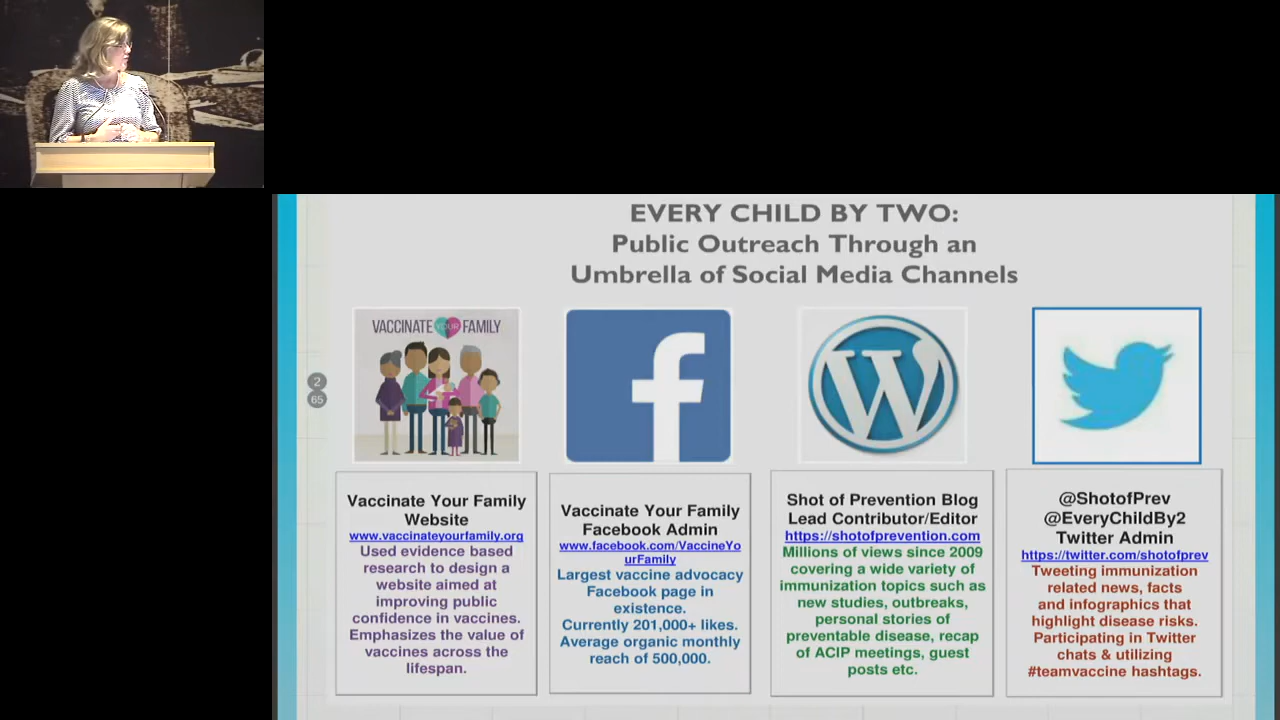 EVERY CHILD BY TWO:
Public Outreach Through an
Umbrella of Social Media Channels
VACCINATE YOUR FAMILY
2
65
Vaccinate Your Family
Website
www.vaccinateyourfamily.org
Used evidence based
research to design a
website aimed at
improving public
confidence in vaccines.
Emphasizes the value of
vaccines across the
lifespan.
Vaccinate Your Family
Facebook Admin
www.facebook.com/VaccineYo
urFamily
Largest vaccine advocacy
Facebook page in
existence.
Currently 201,000+ likes.
Average organic monthly
reach of 500,000.
Shot of Prevention Blog
Lead Contributor/Editor
https://shotofprevention.com
Millions of views since 2009
covering a wide variety of
immunization topics such as
new studies, outbreaks,
personal stories of
preventable disease, recap
of ACIP meetings, guest
posts etc.
@ShotofPrev
@EveryChildBy2
Twitter Admin
https://twitter.com/shotofprev
Tweeting immunization
related news, facts
and infographics that
highlight disease risks.
Participating in Twitter
chats & utilizing
#teamvaccine hashtags.